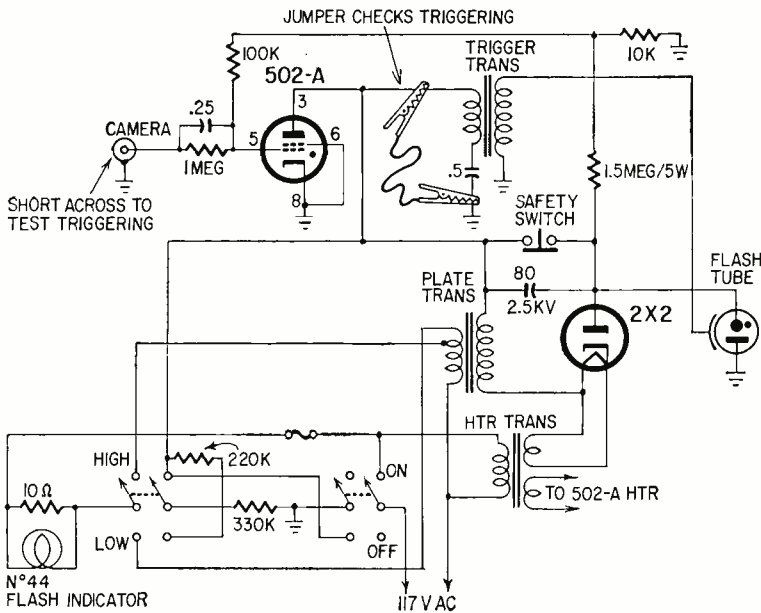 JUMPER CHECKS TRIGGERING
100K
502-A
TRIGGER
TRANS
10K
3
.25
CAMERA
5
6
1MEG
8
.5
1.5MEG/5W
SHORT ACROSS TO
TEST TRIGGERING
SAFETY
SWITCH
PLATE
TRANS
80
2.5KV
2X2
FLASH
TUBE
HTR TRANS
HIGH
220K
ON
10Ω
330K
TO 502-A HTR
LOW
OFF
N°44
FLASH INDICATOR
117 V AC